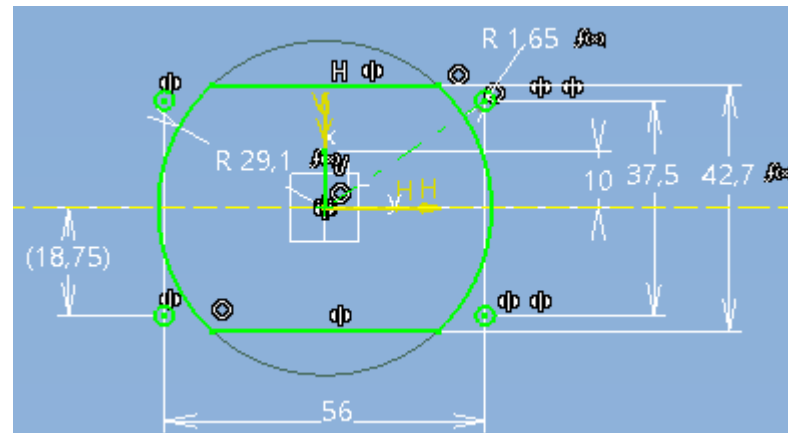 R 1,65 f(x)
H
V
R 29,1 f(x) V
10
37,5
42,7 f(x)
H H
y
(18,75)
56